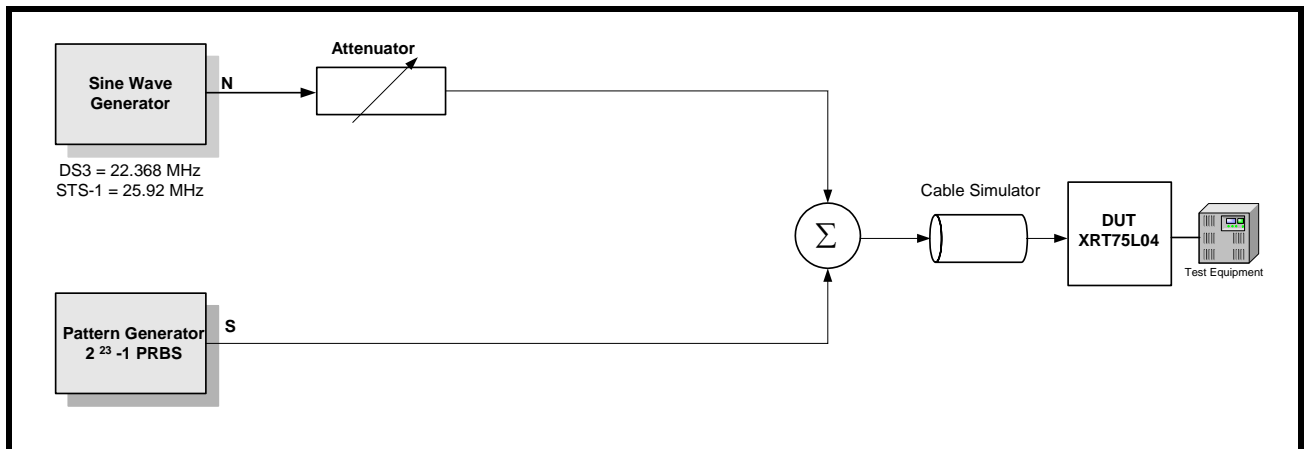 Attenuator
Sine Wave
Generator
N
DS3 = 22.368 MHz
STS-1 = 25.92 MHz
Σ
Cable Simulator
DUT
XRT75L04
Test Equipment
Pattern Generator
2 23 -1 PRBS
S